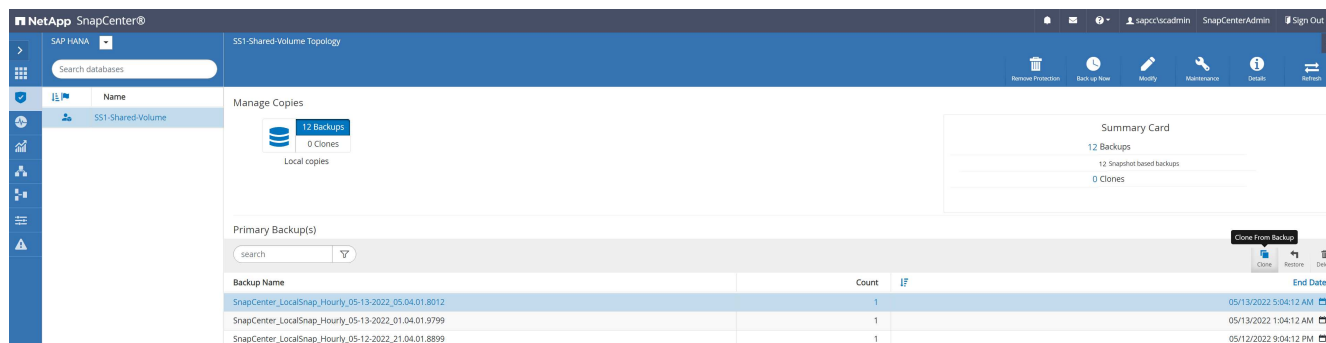 NetApp SnapCenter®
sapcc\scadmin SnapCenterAdmin Sign Out
SAP HANA
SS1-Shared-Volume Topology
Search databases
Remove Protection Back up Now Modify Maintenance Details Refresh
Name
SS1-Shared-Volume
Manage Copies
12 Backups
0 Clones
Local copies
Summary Card
12 Backups
12 Snapshot based backups
0 Clones
Primary Backup(s)
search
Clone From Backup
Clone Restore Del
Backup Name Count End Date
SnapCenter_LocalSnap_Hourly_05-13-2022_05.04.01.8012 1 05/13/2022 5:04:12 AM
SnapCenter_LocalSnap_Hourly_05-13-2022_01.04.01.9799 1 05/13/2022 1:04:12 AM
SnapCenter_LocalSnap_Hourly_05-12-2022_21.04.01.8899 1 05/12/2022 9:04:12 PM